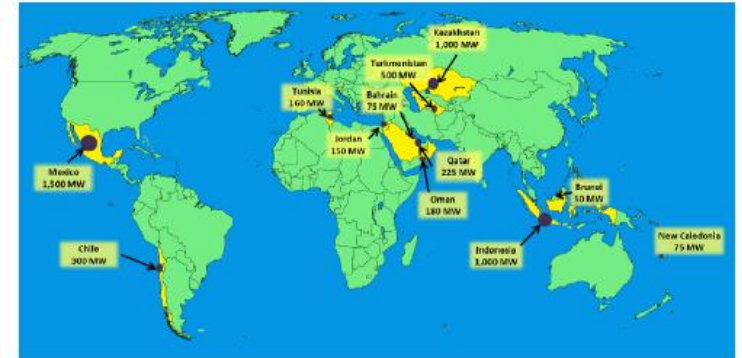 Kazakhstan
1,000 MW
Turkmenistan
500 MW
Tunisia
160 MW
Bahrain
75 MW
Jordan
150 MW
Qatar
225 MW
Oman
180 MW
Mexico
1,500 MW
Brunei
50 MW
Chile
300 MW
Indonesia
1,000 MW
New Caledonia
75 MW